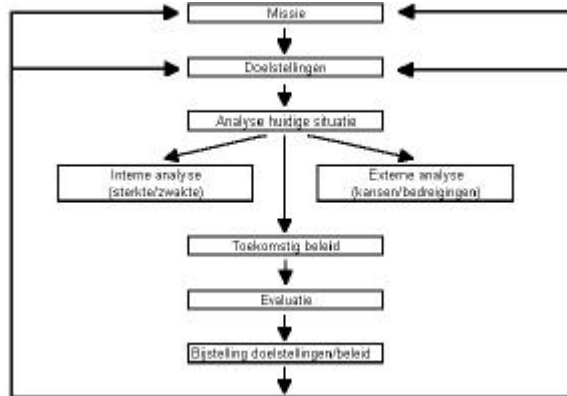 Missie
Doelstellingen
Analyse huidige situatie
Interne analyse
(sterkte/zwakte)
Externe analyse
(kansen/bedreigingen)
Toekomstig beleid
Evaluatie
Bijstelling doelstellingen/beleid